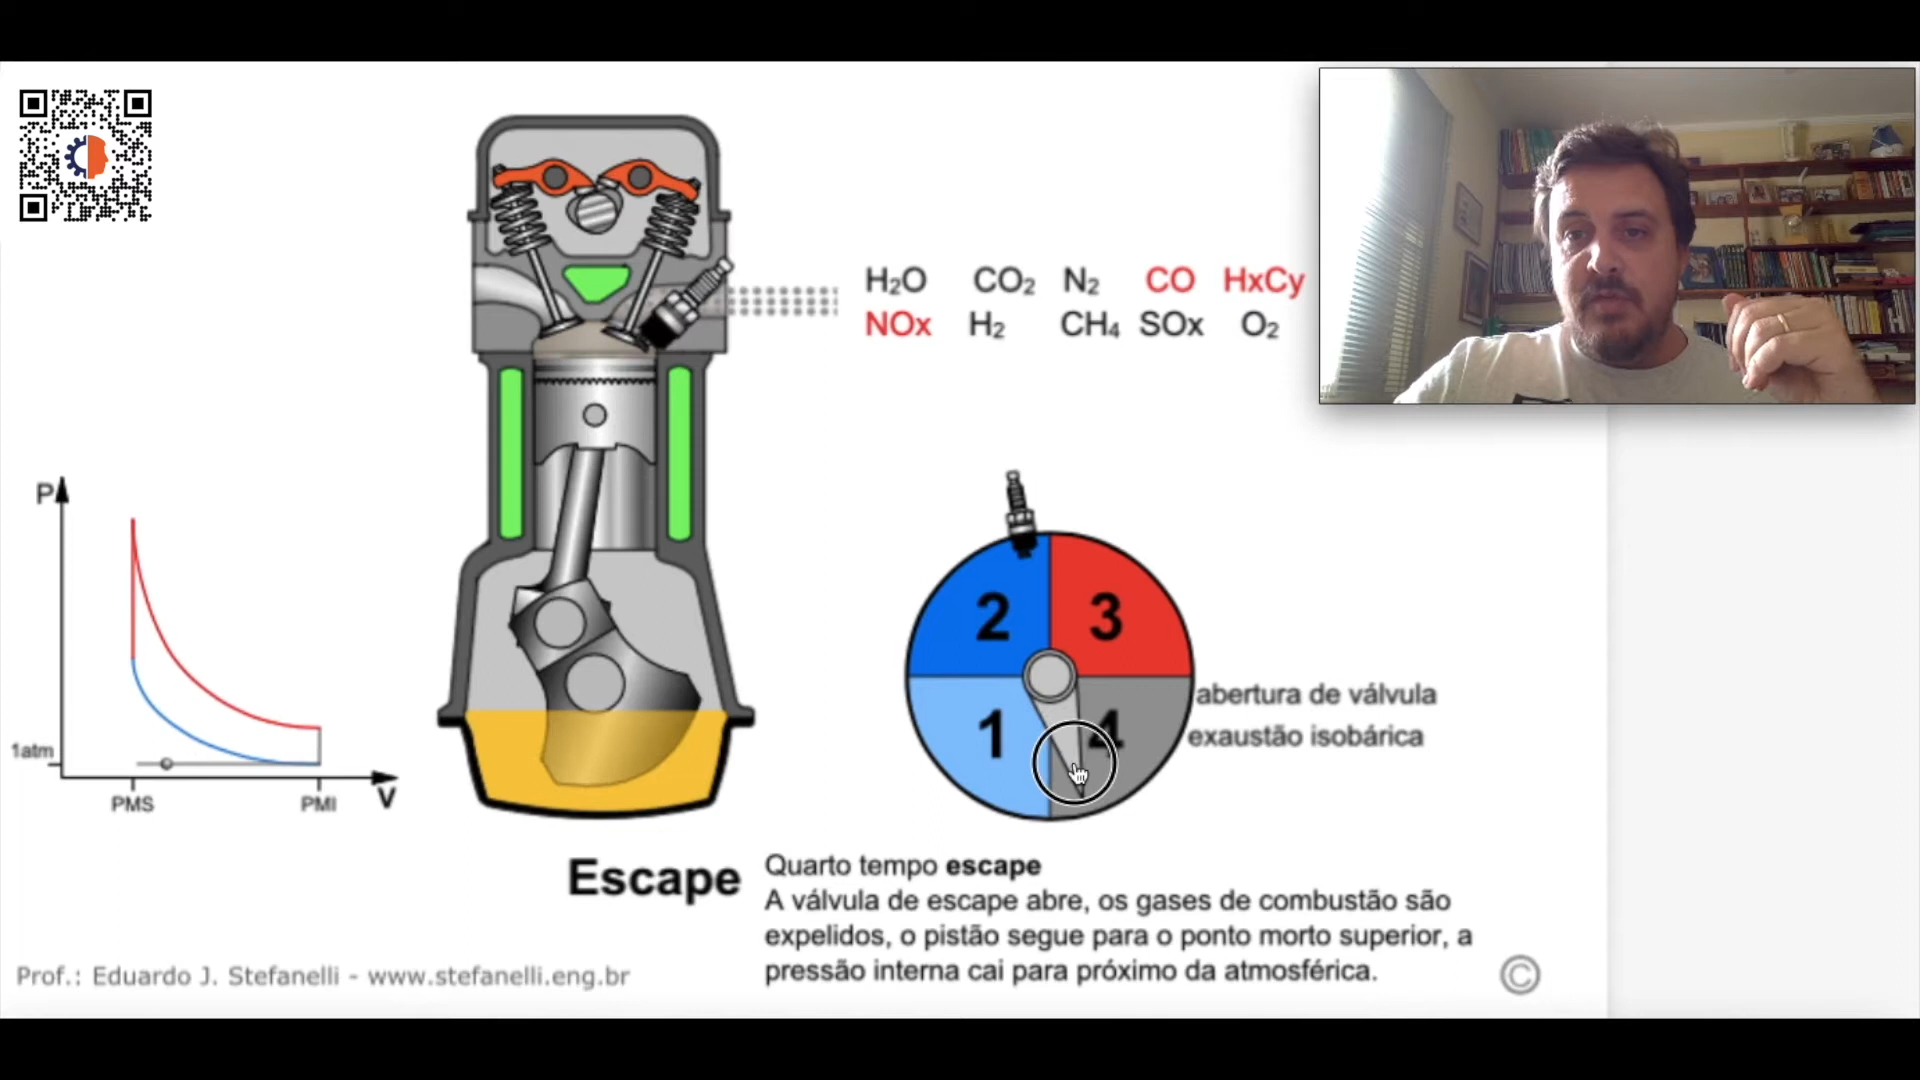 H₂O CO₂ N₂ CO HxCy
NOx H₂ CH₄ SOx O₂
P
1atm
PMS PMI V
2 3
1 4
abertura de válvula
exaustão isobárica
Escape
Quarto tempo escape
A válvula de escape abre, os gases de combustão são
expelidos, o pistão segue para o ponto morto superior, a
pressão interna cai para próximo da atmosférica.
Prof.: Eduardo J. Stefanelli - www.stefanelli.eng.br
©